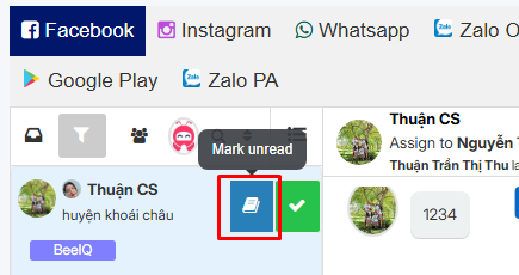 Facebook Instagram Whatsapp Zalo O
Google Play Zalo PA
Mark unread
Thuận CS
Assign to Nguyễn
Thuận Trần Thị Thu la
Thuận CS
huyện khoái châu
BeelQ
1234